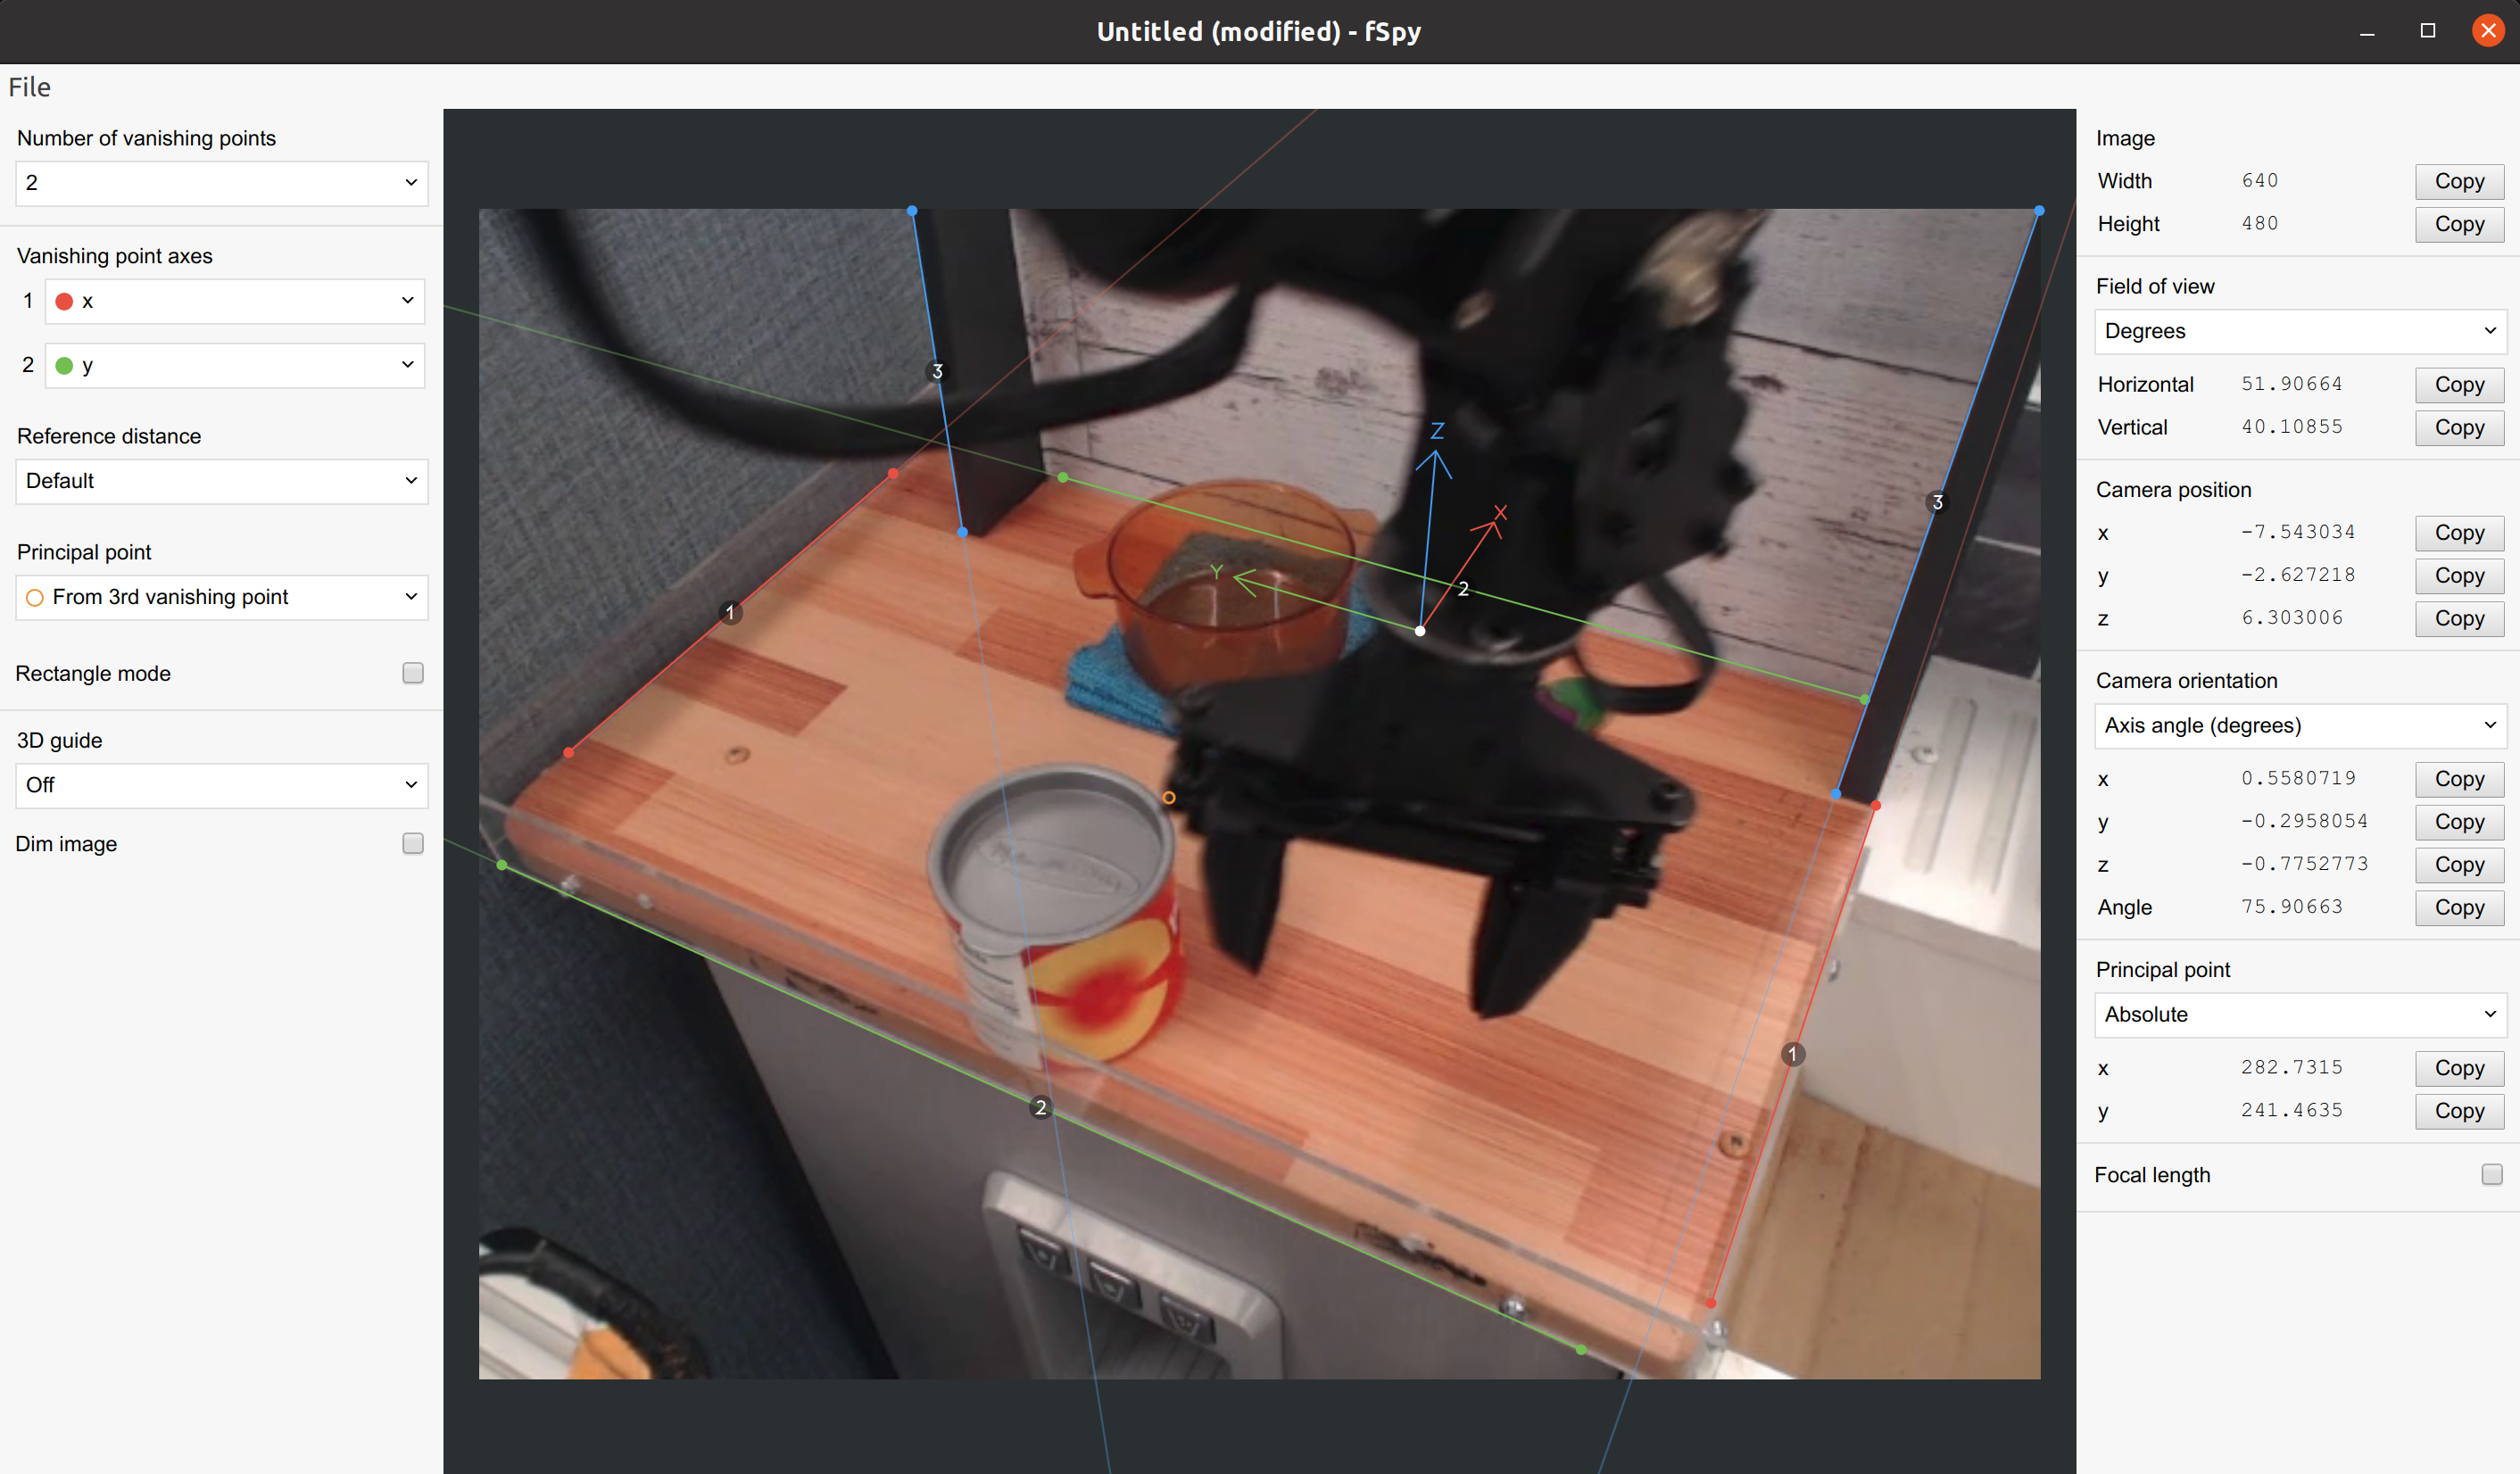 Untitled (modified) - fSpy
File
Number of vanishing points
2
Vanishing point axes
1 x
2 y
Reference distance
Default
Principal point
From 3rd vanishing point
Rectangle mode
3D guide
Off
Dim image
3
3
Z
X
Y
2
1
1
2
Image
Width 640 Copy
Height 480 Copy
Field of view
Degrees
Horizontal 51.90664 Copy
Vertical 40.10855 Copy
Camera position
x -7.543034 Copy
y -2.627218 Copy
z 6.303006 Copy
Camera orientation
Axis angle (degrees)
x 0.5580719 Copy
y -0.2958054 Copy
z -0.7752773 Copy
Angle 75.90663 Copy
Principal point
Absolute
x 282.7315 Copy
y 241.4635 Copy
Focal length